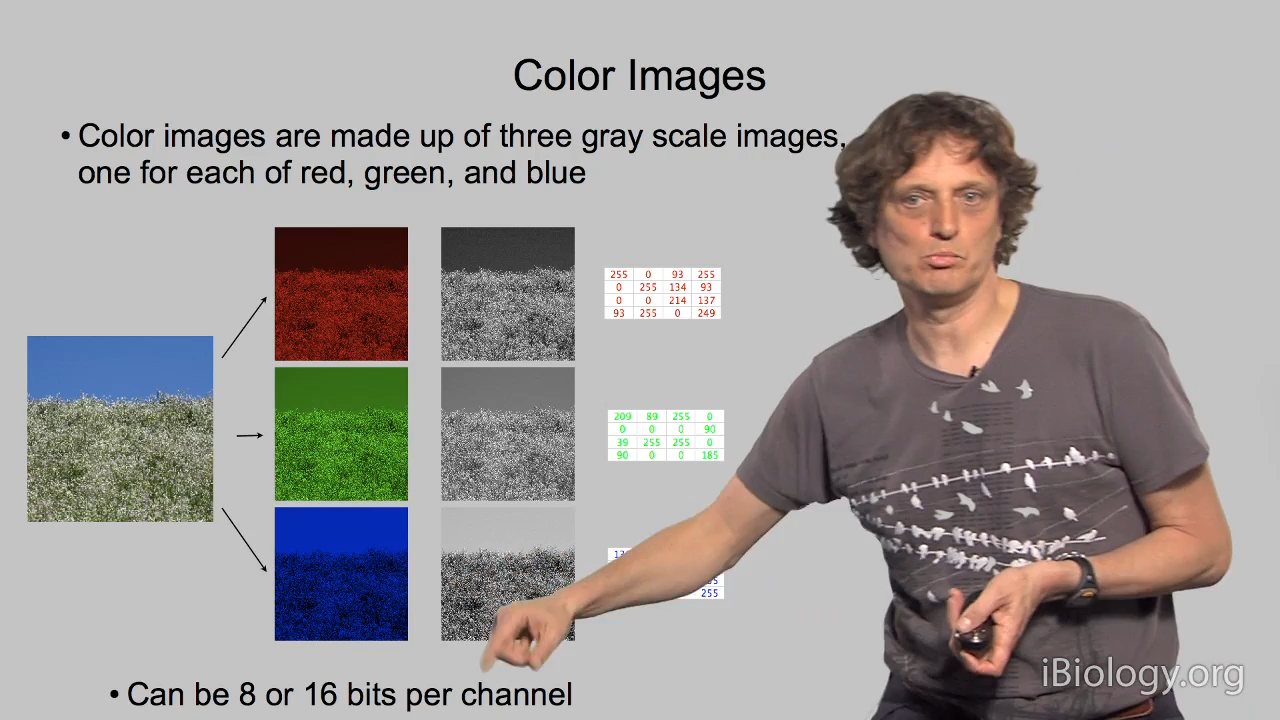 Color Images
• Color images are made up of three gray scale images,
one for each of red, green, and blue
255 0 93 255
0 255 134 93
0 0 214 137
93 255 0 249
209 89 255 0
0 0 0 90
39 255 255 0
90 0 0 185
255
• Can be 8 or 16 bits per channel
iBiology.org